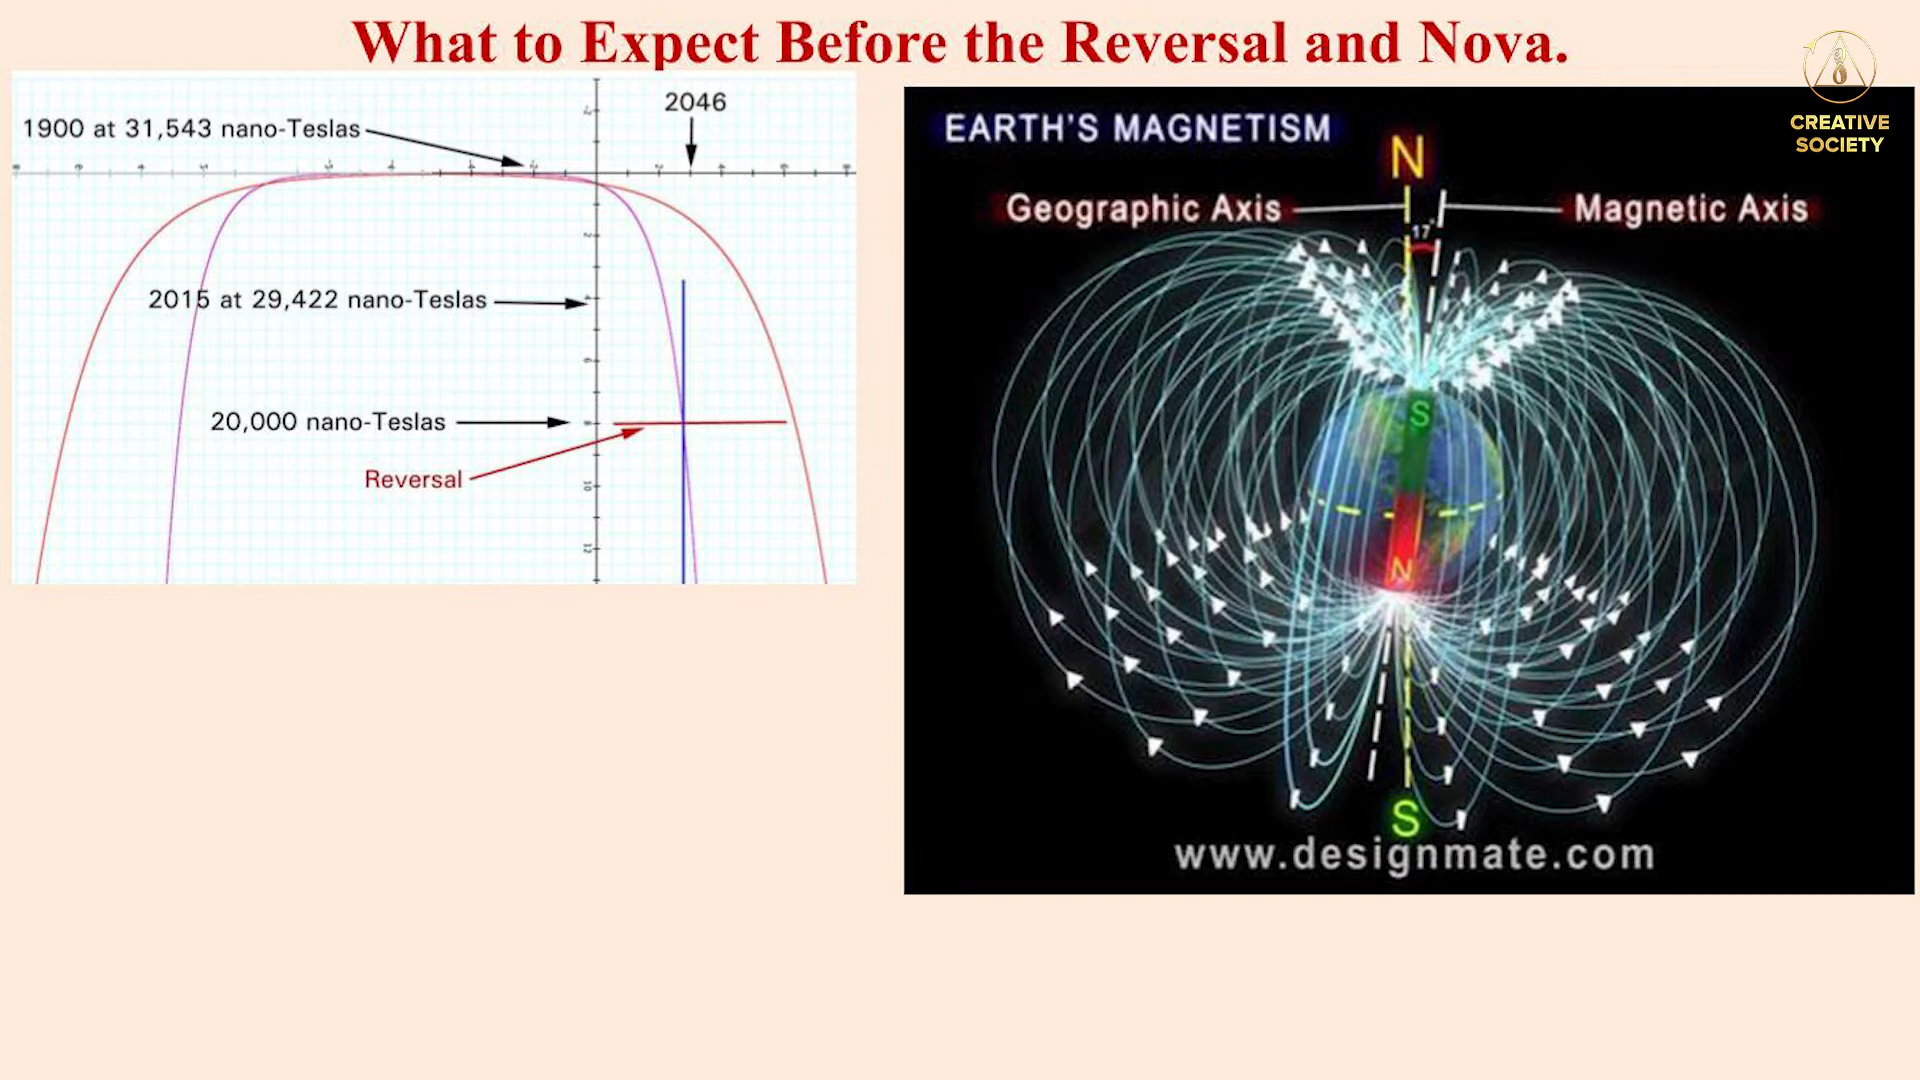 What to Expect Before the Reversal and Nova.
CREATIVE
SOCIETY
1900 at 31,543 nano-Teslas
2046
2015 at 29,422 nano-Teslas
20,000 nano-Teslas
Reversal
EARTH'S MAGNETISM
N
Geographic Axis
Magnetic Axis
17°
S
N
S
www.designmate.com